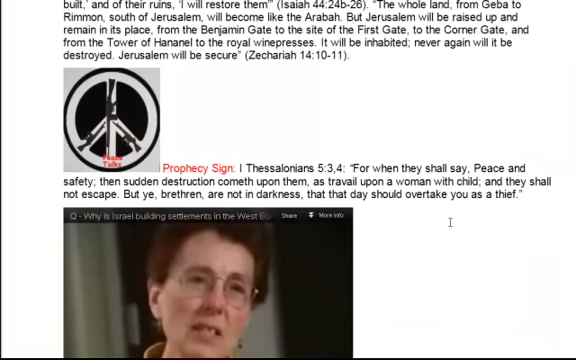 built,' and of their ruins, 'I will restore them'" (Isaiah 44:24b-26). "The whole land, from Geba to
Rimmon, south of Jerusalem, will become like the Arabah. But Jerusalem will be raised up and
remain in its place, from the Benjamin Gate to the site of the First Gate, to the Corner Gate, and
from the Tower of Hananel to the royal winepresses. It will be inhabited; never again will it be
destroyed. Jerusalem will be secure" (Zechariah 14:10-11).
Peace
Talks
Prophecy Sign: I Thessalonians 5:3,4: "For when they shall say, Peace and
safety; then sudden destruction cometh upon them, as travail upon a woman with child; and they shall
not escape. But ye, brethren, are not in darkness, that that day should overtake you as a thief."
Q - Why is Israel building settlements in the West Share More info